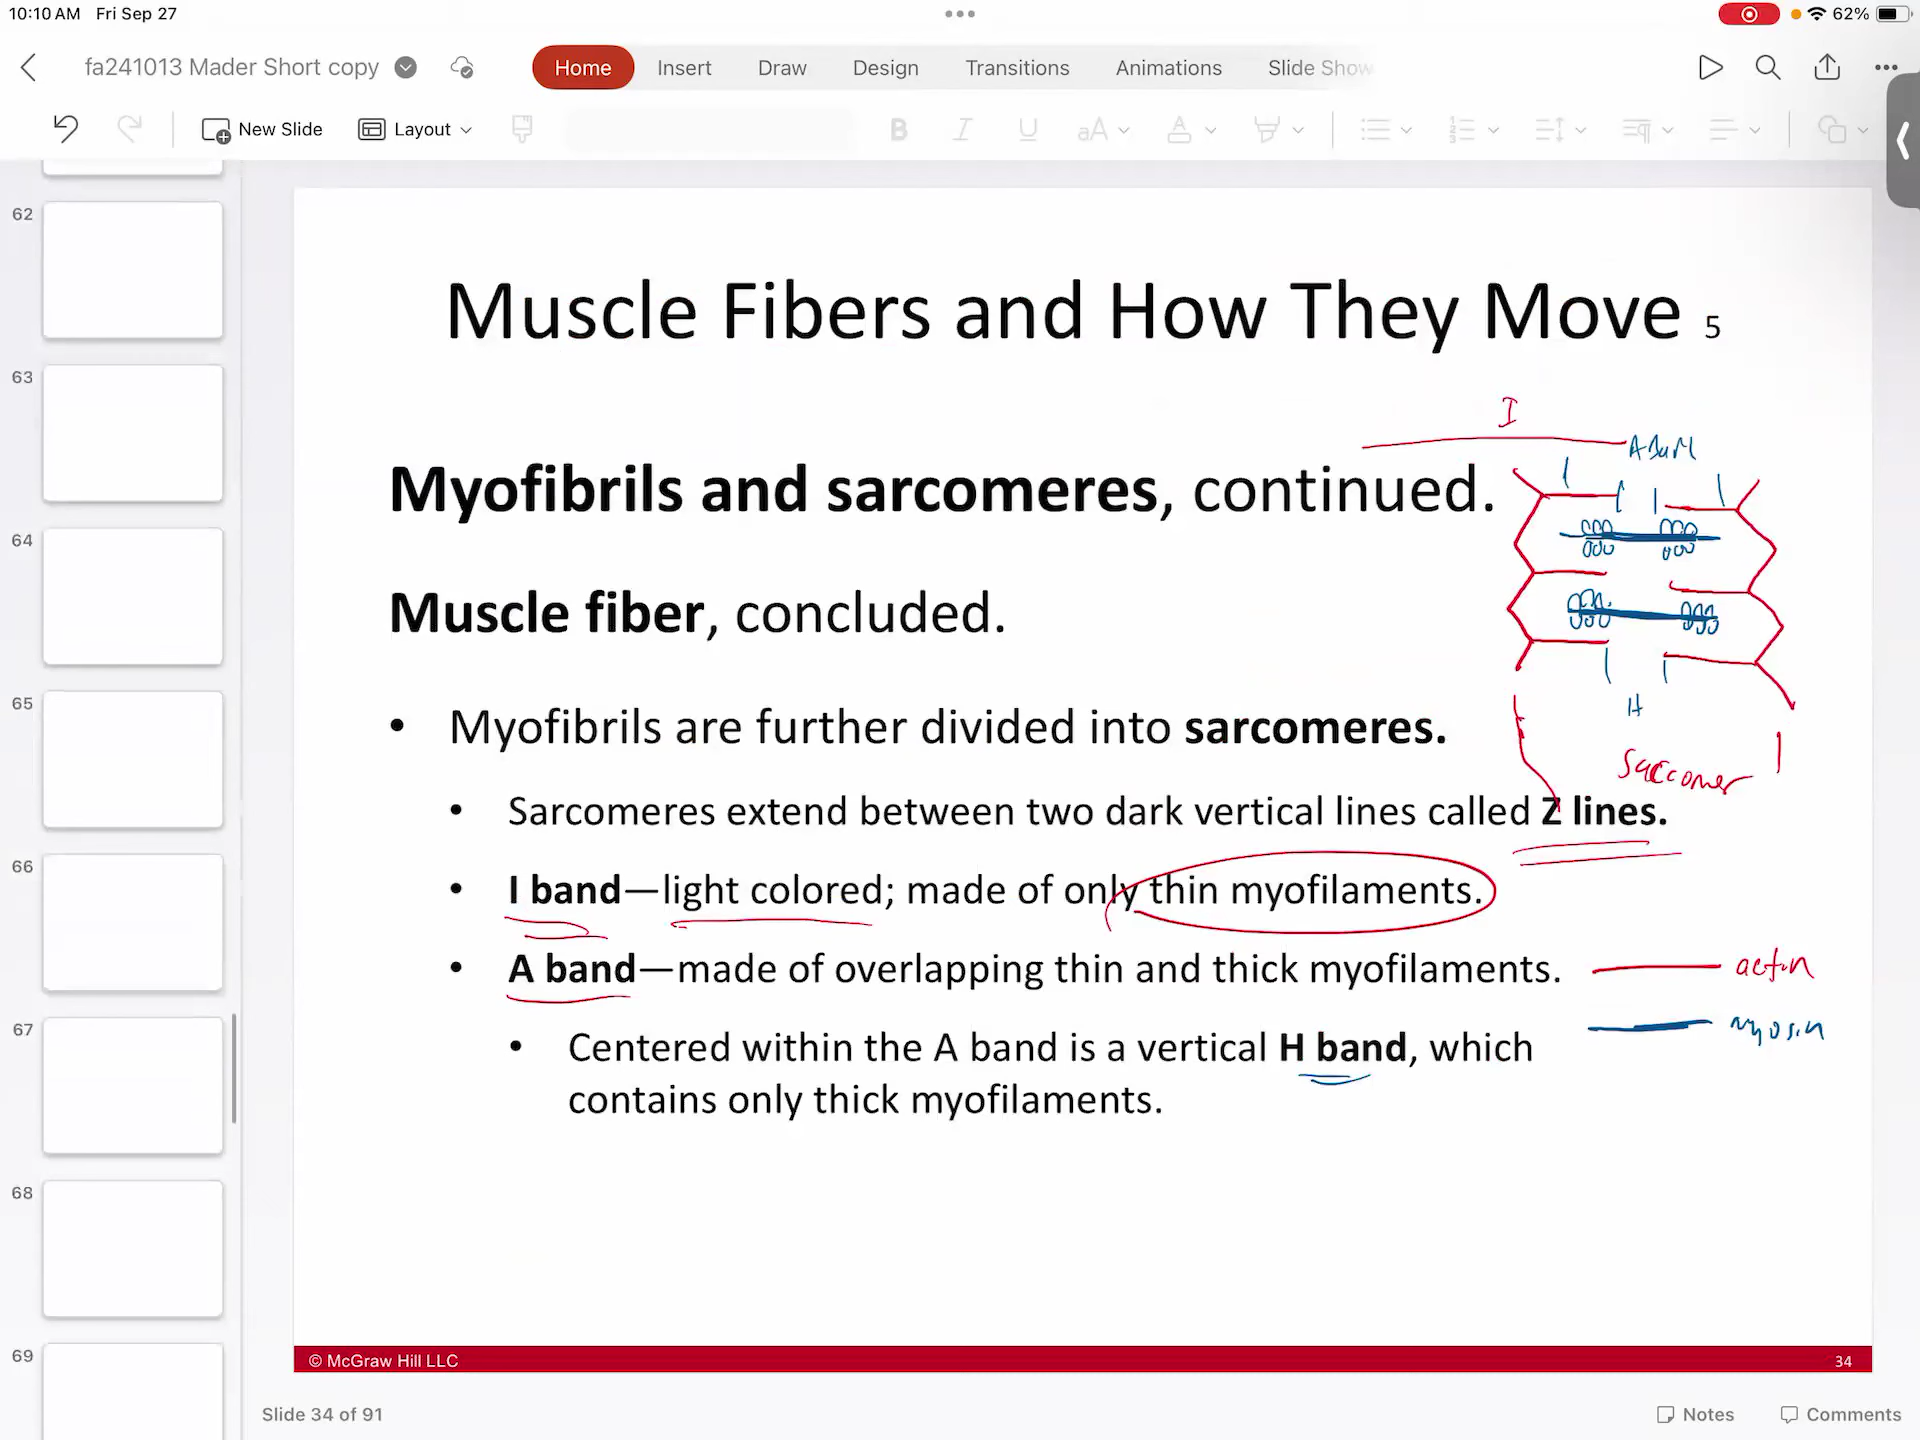 10:10 AM Fri Sep 27
62%
fa241013 Mader Short copy
Home Insert Draw Design Transitions Animations Slide Show
New Slide Layout
B I U aA A
62
63
64
65
66
67
68
69
Muscle Fibers and How They Move 5
I
Myofibrils and sarcomeres, continued.
Muscle fiber, concluded.
H
• Myofibrils are further divided into sarcomeres.
Sarcomer
• Sarcomeres extend between two dark vertical lines called Z lines.
• I band—light colored; made of only thin myofilaments.
• A band—made of overlapping thin and thick myofilaments.
actin
myosin
• Centered within the A band is a vertical H band, which
contains only thick myofilaments.
© McGraw Hill LLC
34
Slide 34 of 91
Notes Comments